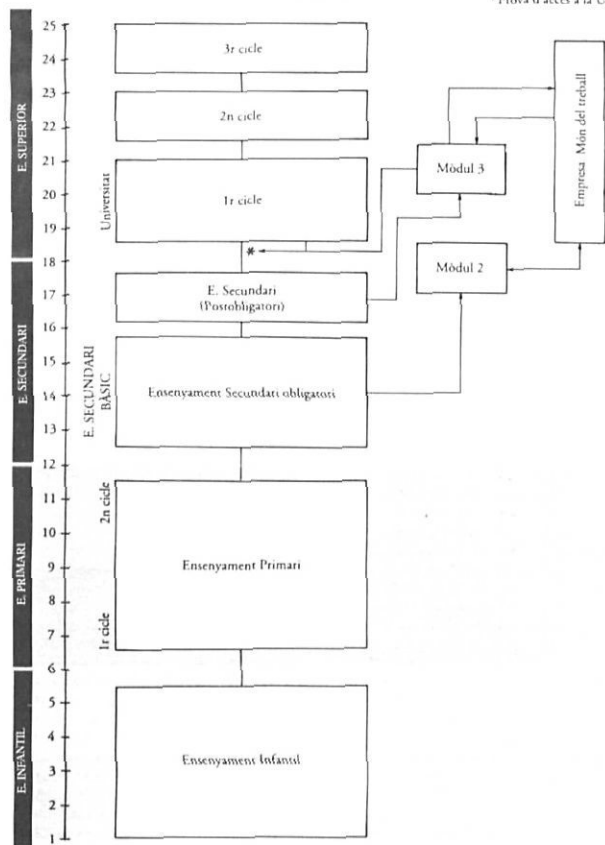 * Prova d'accés a la
25
24
23
22
21
20
19
18
17
16
15
14
13
12
11
10
9
8
7
6
5
4
3
2
1
E. SUPERIOR
E. SECUNDARI
E. PRIMARI
E. INFANTIL
3r cicle
2n cicle
Universitat
1r cicle
*
Mòdul 3
Empresa Món del treball
Mòdul 2
E. Secundari
(Postobligatori)
E. SECUNDARI
BÀSIC
Ensenyament Secundari obligatori
2n cicle
Ensenyament Primari
1r cicle
Ensenyament Infantil